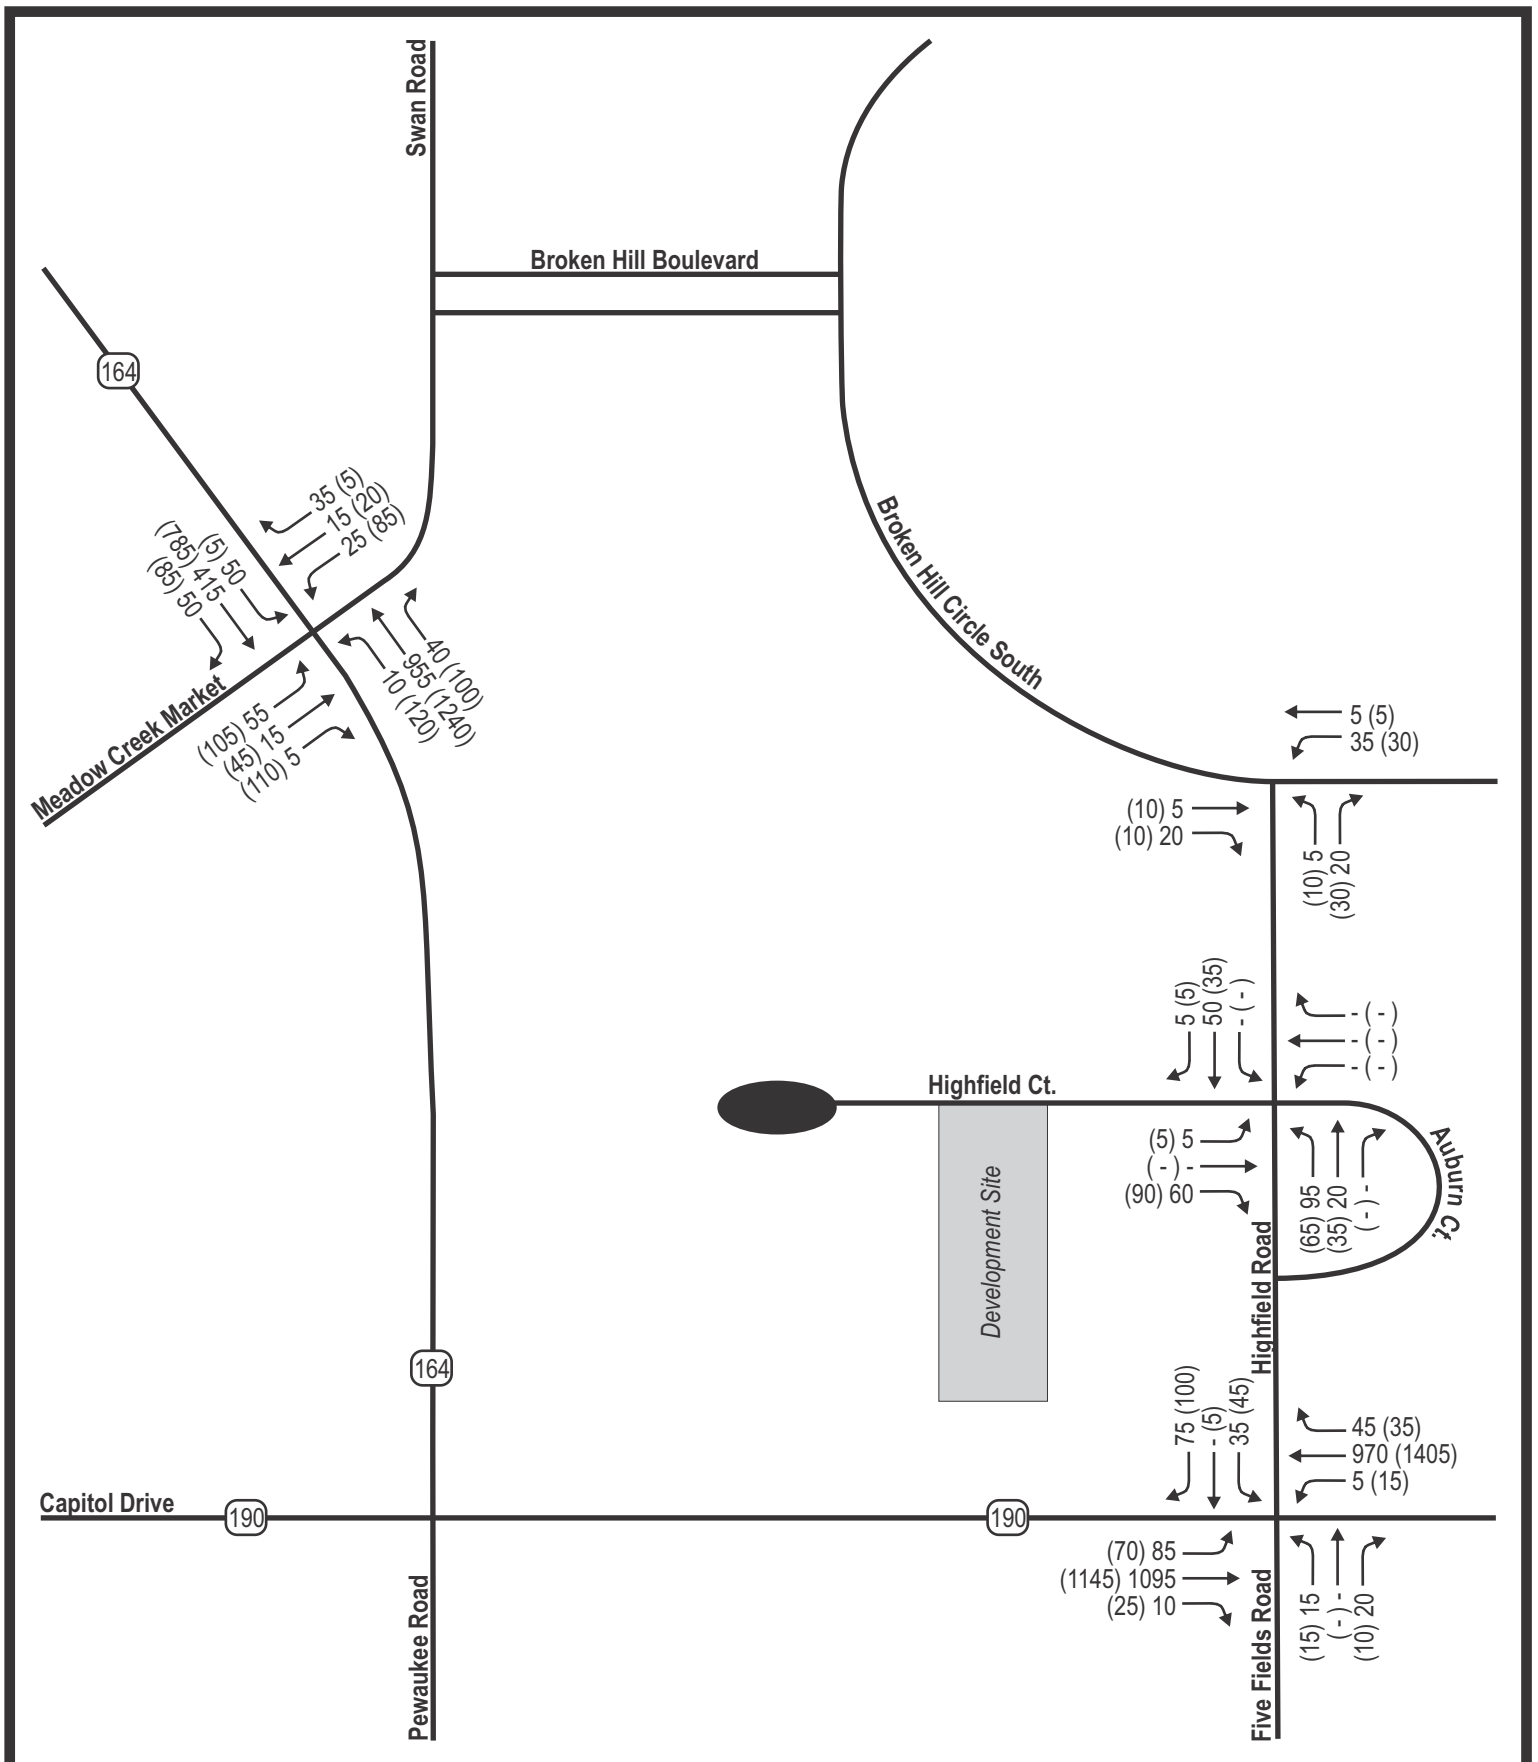 Swan Road
Broken Hill Boulevard
164
35 (5)
15 (20)
25 (85)
(5) 50
(785) 415
(85) 50
40 (100)
955 (1240)
10 (120)
(105) 55
(45) 15
(110) 5
Meadow Creek Market
Broken Hill Circle South
5 (5)
35 (30)
(10) 5
(10) 20
(10) 5
(30) 20
5 (5)
50 (35)
- ( - )
- ( - )
- ( - )
- ( - )
Highfield Ct.
(5) 5
( - ) -
(90) 60
(65) 95
(35) 20
( - ) -
Auburn Ct.
Development Site
Highfield Road
164
75 (100)
- (5)
35 (45)
45 (35)
970 (1405)
5 (15)
Capitol Drive
190
190
(70) 85
(1145) 1095
(25) 10
(15) 15
( - ) -
(10) 20
Pewaukee Road
Five Fields Road